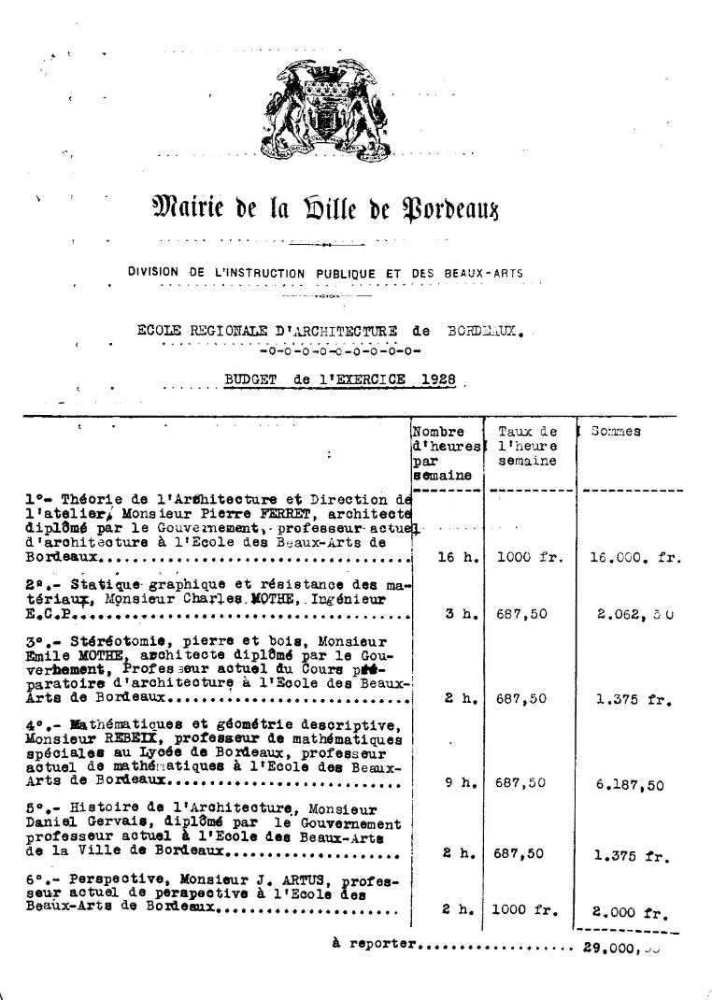 Mairie de la Ville de Bordeaux
DIVISION DE L'INSTRUCTION PUBLIQUE ET DES BEAUX-ARTS
ECOLE REGIONALE D'ARCHITECTURE de BORDEAUX.
-o-o-o-o-o-o-o-o-o-
BUDGET de l'EXERCICE 1928
Nombre d'heures par semaine
Taux de l'heure semaine
Sommes
1°- Théorie de l'Architecture et Direction de
l'atelier, Monsieur Pierre FERRET, architecte
diplômé par le Gouvernement, professeur actuel
d'architecture à l'Ecole des Beaux-Arts de
Bordeaux........................................ 16 h. 1000 fr. 16.000. fr.
2°.- Statique graphique et résistance des ma-
tériaux, Monsieur Charles MOTHE, Ingénieur
E.C.P........................................... 3 h. 687,50 2.062, 50
3°.- Stéréotomie, pierre et bois, Monsieur
Emile MOTHE, architecte diplômé par le Gou-
vernement, Professeur actuel du Cours pré-
paratoire d'architecture à l'Ecole des Beaux-
Arts de Bordeaux............................ 2 h. 687,50 1.375 fr.
4°.- Mathématiques et géométrie descriptive,
Monsieur REBEIX, professeur de mathématiques
spéciales au Lycée de Bordeaux, professeur
actuel de mathématiques à l'Ecole des Beaux-
Arts de Bordeaux........................... 9 h. 687,50 6.187,50
5°.- Histoire de l'Architecture, Monsieur
Daniel Gervais, diplômé par le Gouvernement
professeur actuel à l'Ecole des Beaux-Arts
de la Ville de Bordeaux.................... 2 h. 687,50 1.375 fr.
6°.- Perspective, Monsieur J. ARTUS, profes-
seur actuel de perspective à l'Ecole des
Beaux-Arts de Bordeaux..................... 2 h. 1000 fr. 2.000 fr.
à reporter................... 29.000,